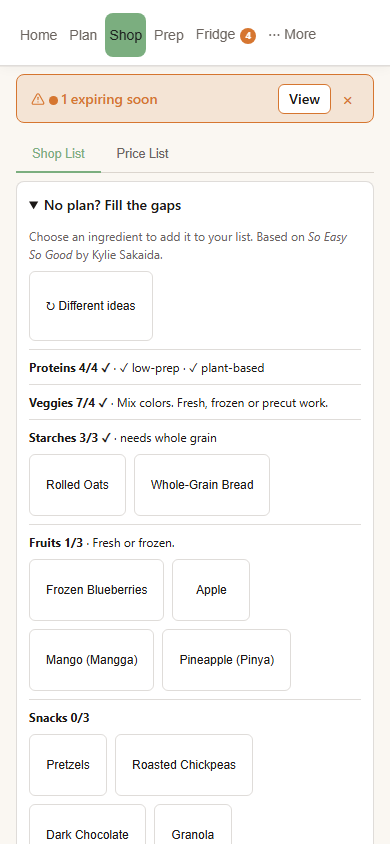 Home Plan Shop Prep Fridge 4 ··· More
⚠ 1 expiring soon View ×
Shop List Price List
▼ No plan? Fill the gaps
Choose an ingredient to add it to your list. Based on So Easy
So Good by Kylie Sakaida.
↻ Different ideas
Proteins 4/4 ✓ · ✓ low-prep · ✓ plant-based
Veggies 7/4 ✓ · Mix colors. Fresh, frozen or precut work.
Starches 3/3 ✓ · needs whole grain
Rolled Oats Whole-Grain Bread
Fruits 1/3 · Fresh or frozen.
Frozen Blueberries Apple
Mango (Mangga) Pineapple (Pinya)
Snacks 0/3
Pretzels Roasted Chickpeas
Dark Chocolate Granola